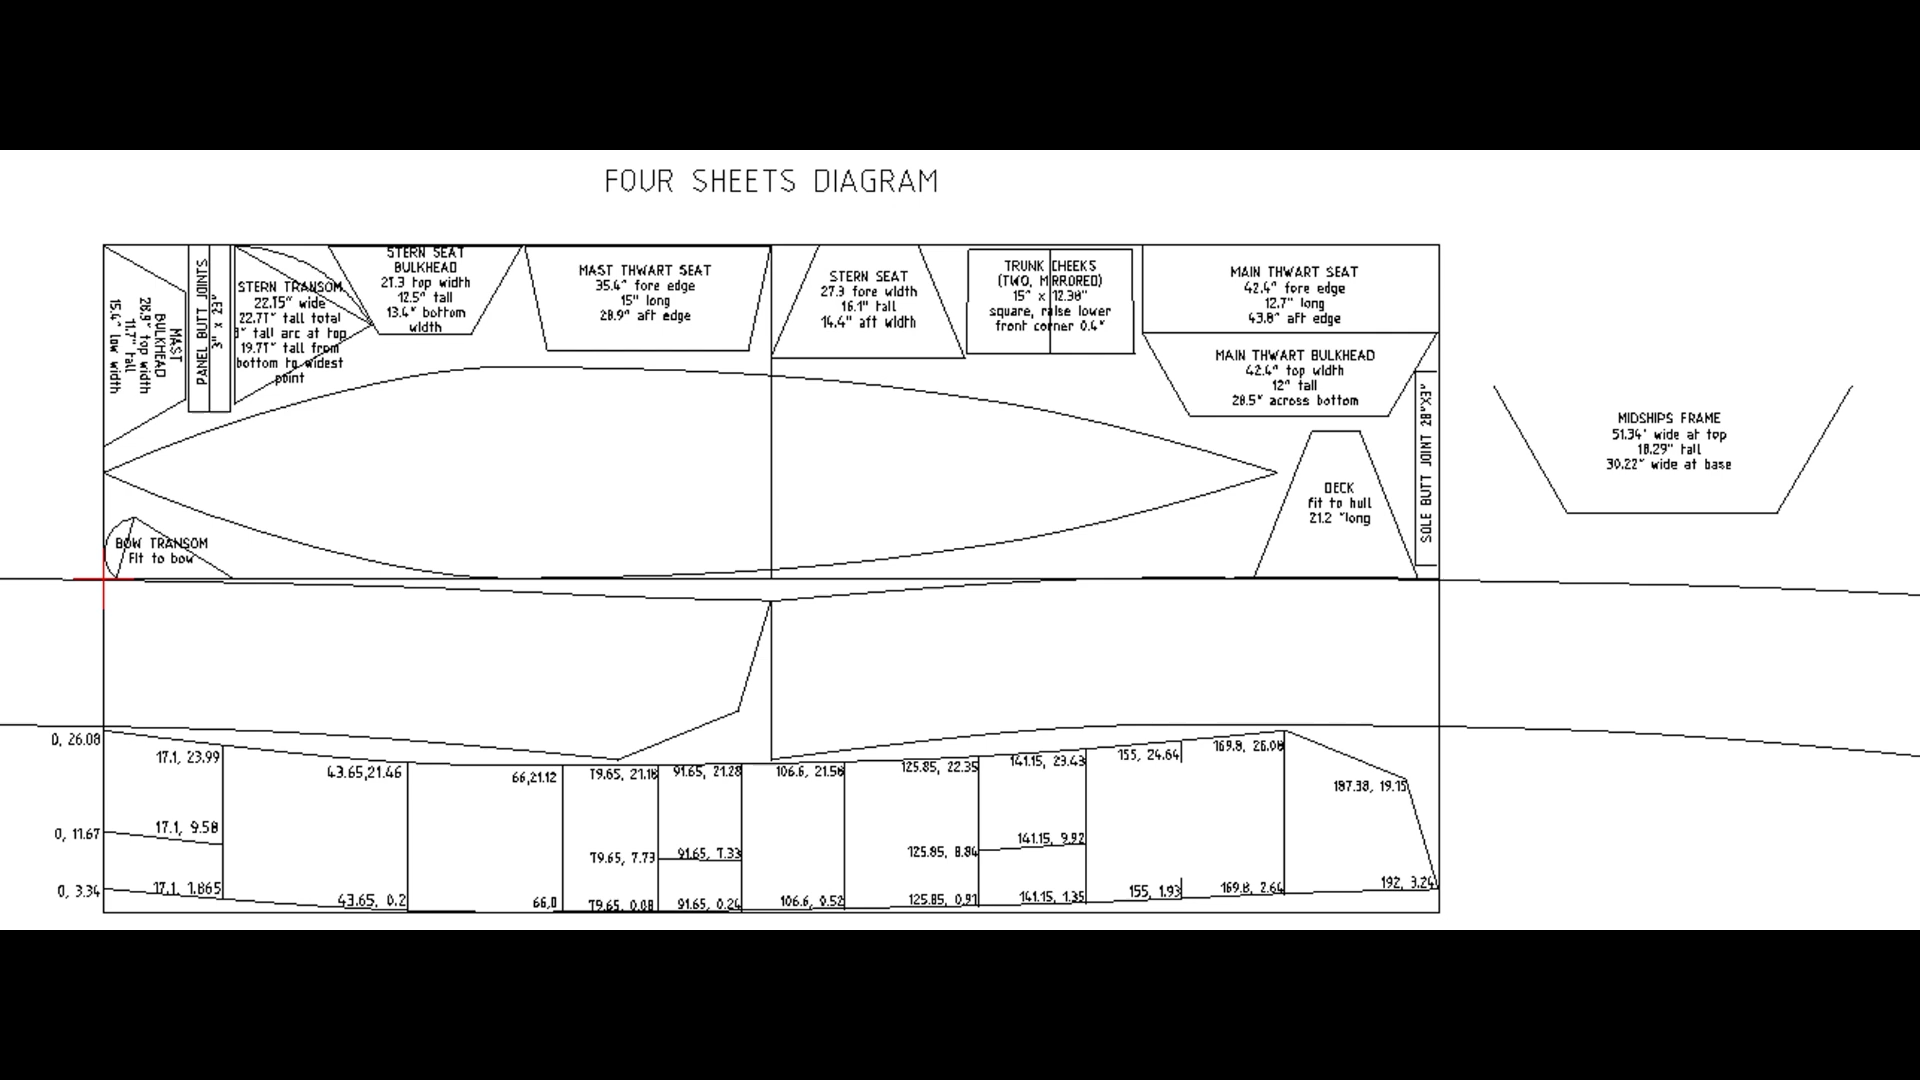 FOUR SHEETS DIAGRAM
MAST
BULKHEAD
28.9" top width
11.7" tall
15.4" low width
PANEL BUTT JOINTS
3" X 23"
STERN TRANSOM
22.75" wide
22.77" tall total
3" tall arc at top
19.77" tall from
bottom to widest
point
STERN SEAT
BULKHEAD
27.3 top width
12.5" tall
13.4" bottom
width
MAST THWART SEAT
35.4" fore edge
15" long
28.9" aft edge
STERN SEAT
27.3 fore width
16.1" tall
14.4" aft width
TRUNK CHEEKS
(TWO, MIRRORED)
15" x 12.38"
square, raise lower
front corner 0.4"
MAIN THWART SEAT
42.4" fore edge
12.7" long
43.8" aft edge
MAIN THWART BULKHEAD
42.4" top width
12" tall
28.5" across bottom
SOLE BUTT JOINT 28"X3"
DECK
fit to hull
21.2 "long
MIDSHIPS FRAME
51.34' wide at top
18.29" tall
30.22" wide at base
BOW TRANSOM
Fit to bow
0, 26.08
17.1, 23.99
43.65,21.46
66,21.12
79.65, 21.18
91.65, 21.28
106.6, 21.58
125.85, 22.35
141.15, 23.43
155, 24.64
169.8, 26.08
187.38, 19.15
0, 11.67
17.1, 9.58
79.65, 7.73
91.65, 7.33
125.85, 8.84
141.15, 9.92
0, 3.34
17.1, 1.865
43.65, 0.2
66,0
79.65, 0.08
91.65, 0.24
106.6, 0.52
125.85, 0.91
141.15, 1.35
155, 1.93
169.8, 2.64
192, 3.24